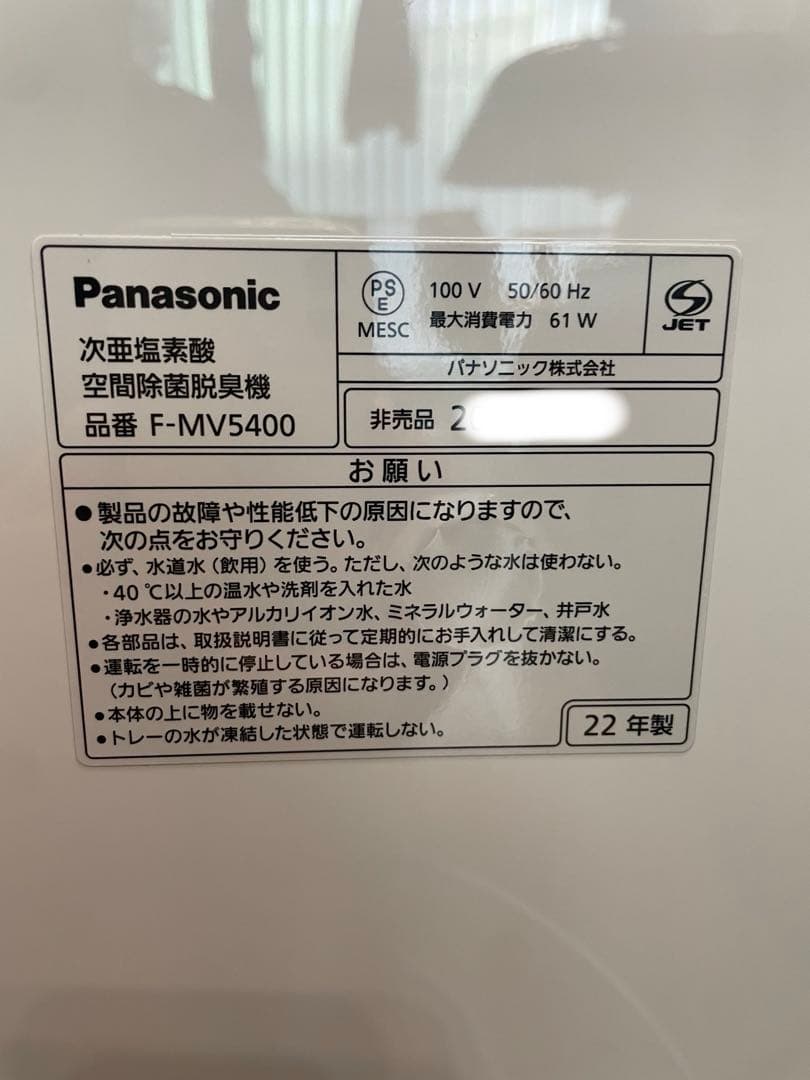 Panasonic
次亜塩素酸
空間除菌脱臭機
品番 F-MV5400
PS
E
MESC
100 V 50/60 Hz
最大消費電力 61 W
JET
パナソニック株式会社
非売品 2
お願い
●製品の故障や性能低下の原因になりますので、
次の点をお守りください。
●必ず、水道水（飲用）を使う。ただし、次のような水は使わない。
・40 ℃以上の温水や洗剤を入れた水
・浄水器の水やアルカリイオン水、ミネラルウォーター、井戸水
●各部品は、取扱説明書に従って定期的にお手入れして清潔にする。
●運転を一時的に停止している場合は、電源プラグを抜かない。
（カビや雑菌が繁殖する原因になります。）
●本体の上に物を載せない。
●トレーの水が凍結した状態で運転しない。
22 年製